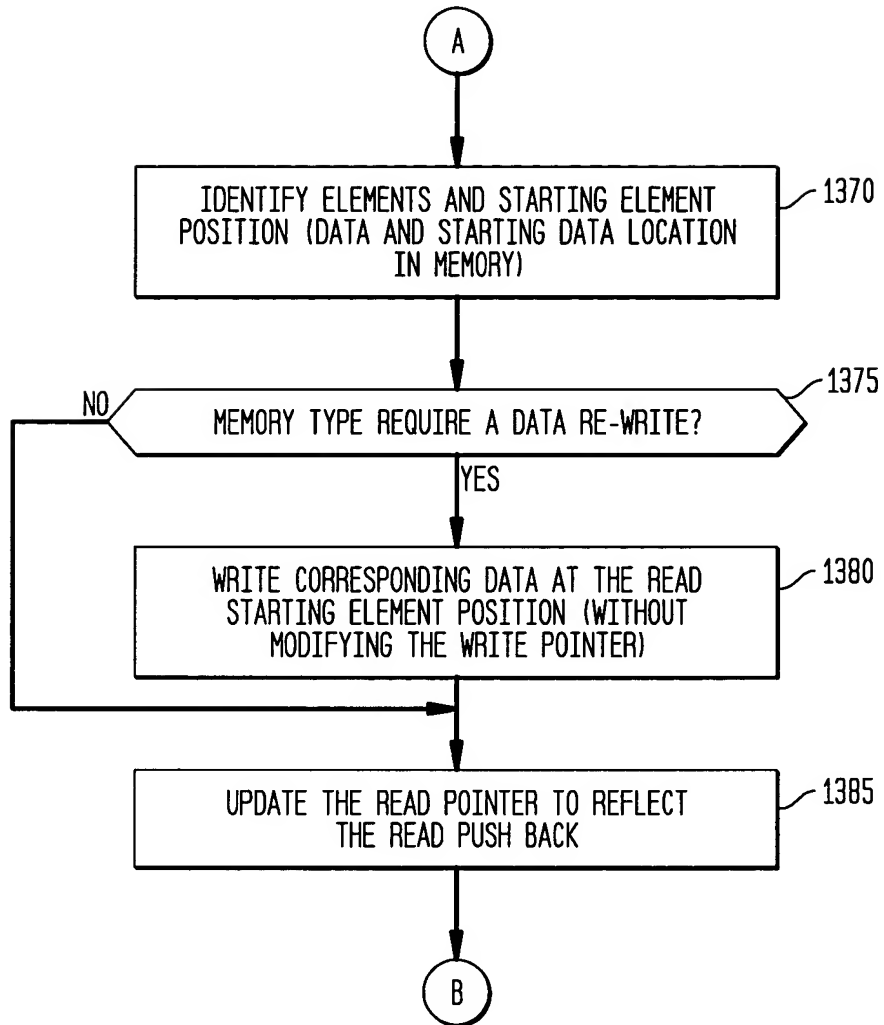 A
IDENTIFY ELEMENTS AND STARTING ELEMENT
POSITION (DATA AND STARTING DATA LOCATION
IN MEMORY)
1370
NO
MEMORY TYPE REQUIRE A DATA RE-WRITE?
1375
YES
WRITE CORRESPONDING DATA AT THE READ
STARTING ELEMENT POSITION (WITHOUT
MODIFYING THE WRITE POINTER)
1380
UPDATE THE READ POINTER TO REFLECT
THE READ PUSH BACK
1385
B